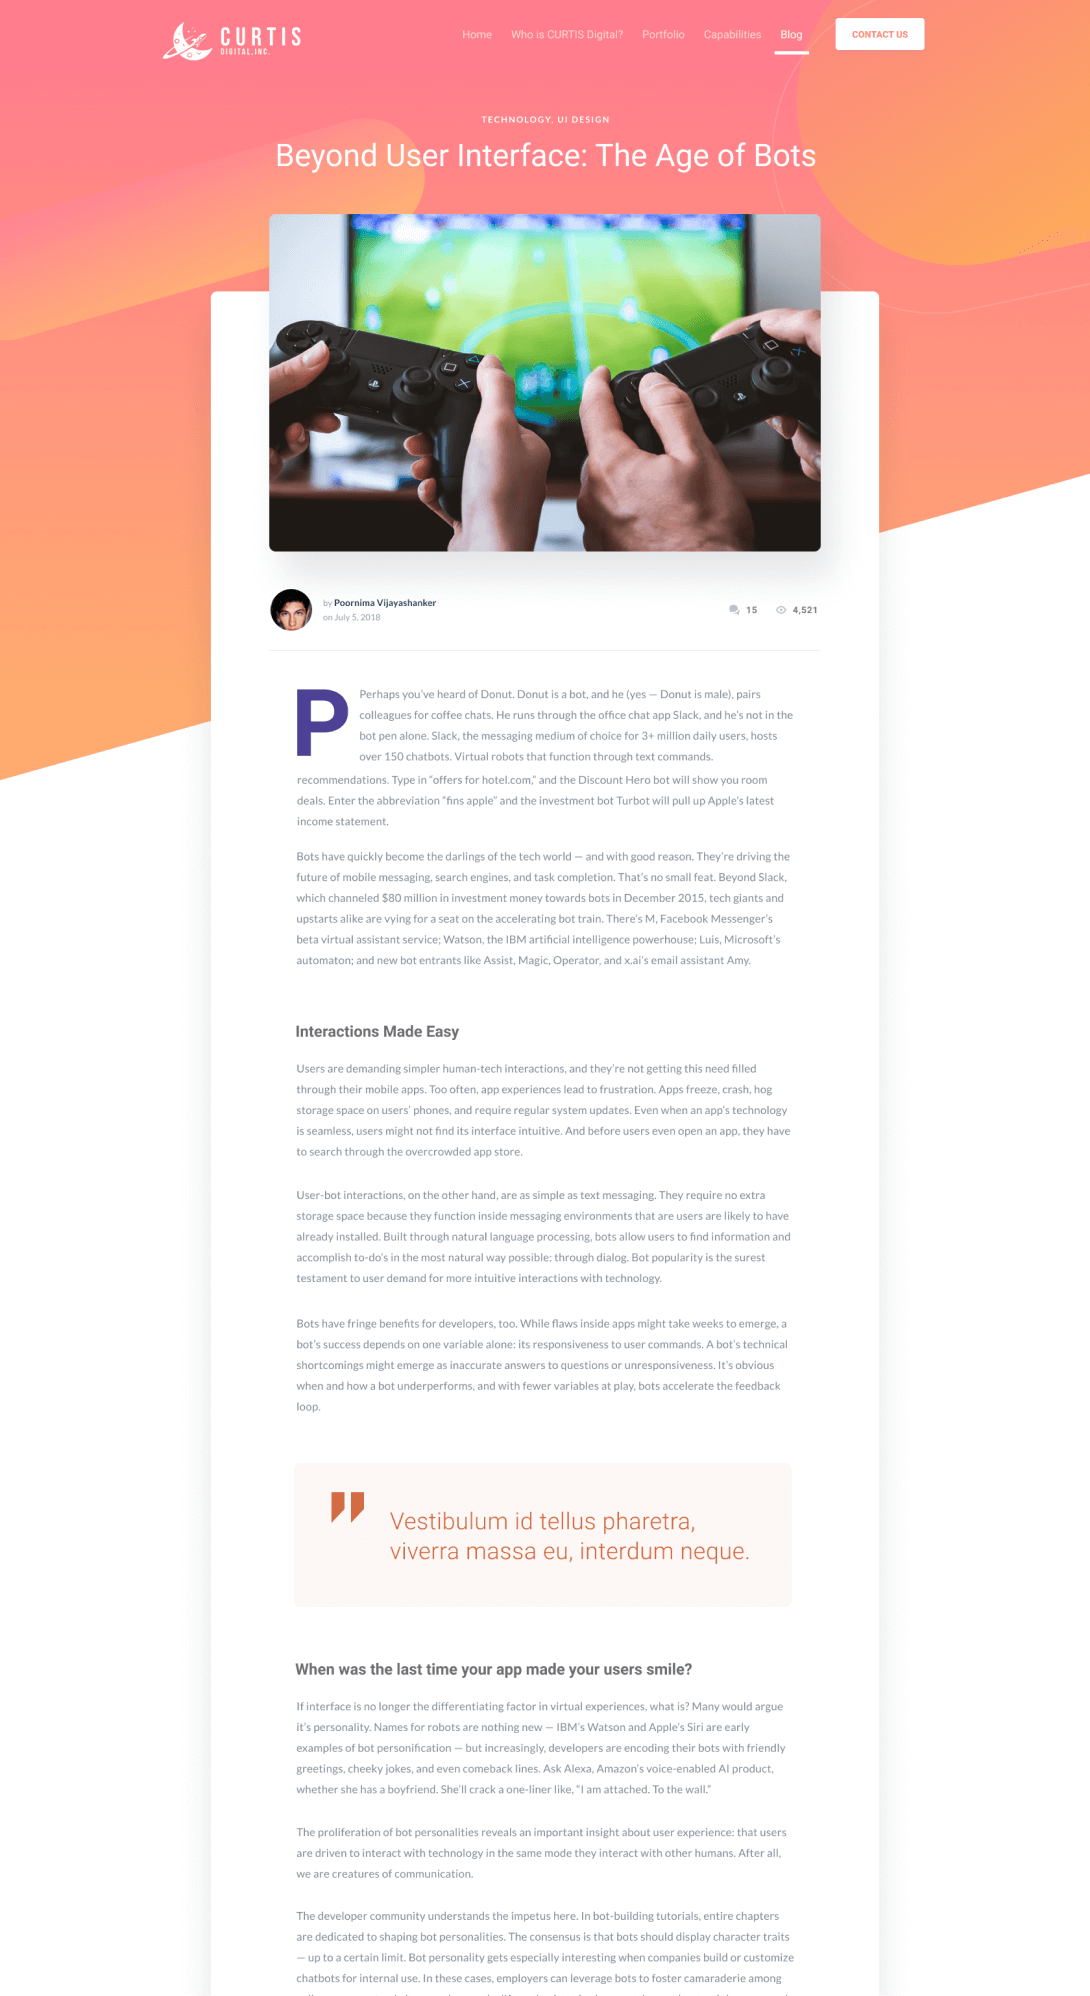 CURTIS
DIGITAL, INC.
Home Who is CURTIS Digital? Portfolio Capabilities Blog CONTACT US
TECHNOLOGY, UI DESIGN
Beyond User Interface: The Age of Bots
by Poornima Vijayashanker
on July 5, 2018
15 4,521
P
Perhaps you've heard of Donut. Donut is a bot, and he (yes — Donut is male), pairs
colleagues for coffee chats. He runs through the office chat app Slack, and he's not in the
bot pen alone. Slack, the messaging medium of choice for 3+ million daily users, hosts
over 150 chatbots. Virtual robots that function through text commands.
recommendations. Type in “offers for hotel.com,” and the Discount Hero bot will show you room
deals. Enter the abbreviation “fins apple” and the investment bot Turbot will pull up Apple's latest
income statement.
Bots have quickly become the darlings of the tech world — and with good reason. They're driving the
future of mobile messaging, search engines, and task completion. That's no small feat. Beyond Slack,
which channeled $80 million in investment money towards bots in December 2015, tech giants and
upstarts alike are vying for a seat on the accelerating bot train. There's M, Facebook Messenger's
beta virtual assistant service; Watson, the IBM artificial intelligence powerhouse; Luis, Microsoft's
automaton; and new bot entrants like Assist, Magic, Operator, and x.ai's email assistant Amy.
Interactions Made Easy
Users are demanding simpler human-tech interactions, and they're not getting this need filled
through their mobile apps. Too often, app experiences lead to frustration. Apps freeze, crash, hog
storage space on users' phones, and require regular system updates. Even when an app's technology
is seamless, users might not find its interface intuitive. And before users even open an app, they have
to search through the overcrowded app store.
User-bot interactions, on the other hand, are as simple as text messaging. They require no extra
storage space because they function inside messaging environments that are users are likely to have
already installed. Built through natural language processing, bots allow users to find information and
accomplish to-do's in the most natural way possible: through dialog. Bot popularity is the surest
testament to user demand for more intuitive interactions with technology.
Bots have fringe benefits for developers, too. While flaws inside apps might take weeks to emerge, a
bot's success depends on one variable alone: its responsiveness to user commands. A bot's technical
shortcomings might emerge as inaccurate answers to questions or unresponsiveness. It's obvious
when and how a bot underperforms, and with fewer variables at play, bots accelerate the feedback
loop.
Vestibulum id tellus pharetra,
viverra massa eu, interdum neque.
When was the last time your app made your users smile?
If interface is no longer the differentiating factor in virtual experiences, what is? Many would argue
it's personality. Names for robots are nothing new — IBM's Watson and Apple's Siri are early
examples of bot personification — but increasingly, developers are encoding their bots with friendly
greetings, cheeky jokes, and even comeback lines. Ask Alexa, Amazon's voice-enabled AI product,
whether she has a boyfriend. She'll crack a one-liner like, “I am attached. To the wall.”
The proliferation of bot personalities reveals an important insight about user experience: that users
are driven to interact with technology in the same mode they interact with other humans. After all,
we are creatures of communication.
The developer community understands the impetus here. In bot-building tutorials, entire chapters
are dedicated to shaping bot personalities. The consensus is that bots should display character traits
— up to a certain limit. Bot personality gets especially interesting when companies build or customize
chatbots for internal use. In these cases, employers can leverage bots to foster camaraderie among